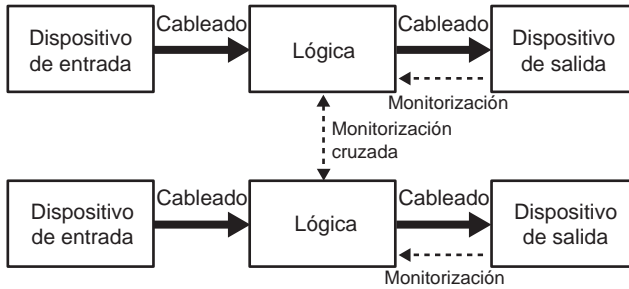 Dispositivo
de entrada
Cableado
Lógica
Cableado
Dispositivo
de salida
Monitorización
Monitorización
cruzada
Dispositivo
de entrada
Cableado
Lógica
Cableado
Dispositivo
de salida
Monitorización